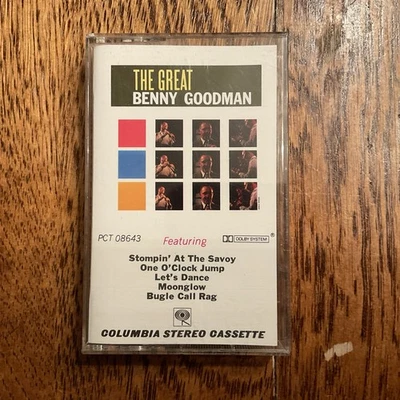 THE GREAT
BENNY GOODMAN
PCT 08643 Featuring DOLBY SYSTEM ®
Stompin' At The Savoy
One O'Clock Jump
Let's Dance
Moonglow
Bugle Call Rag
COLUMBIA STEREO CASSETTE